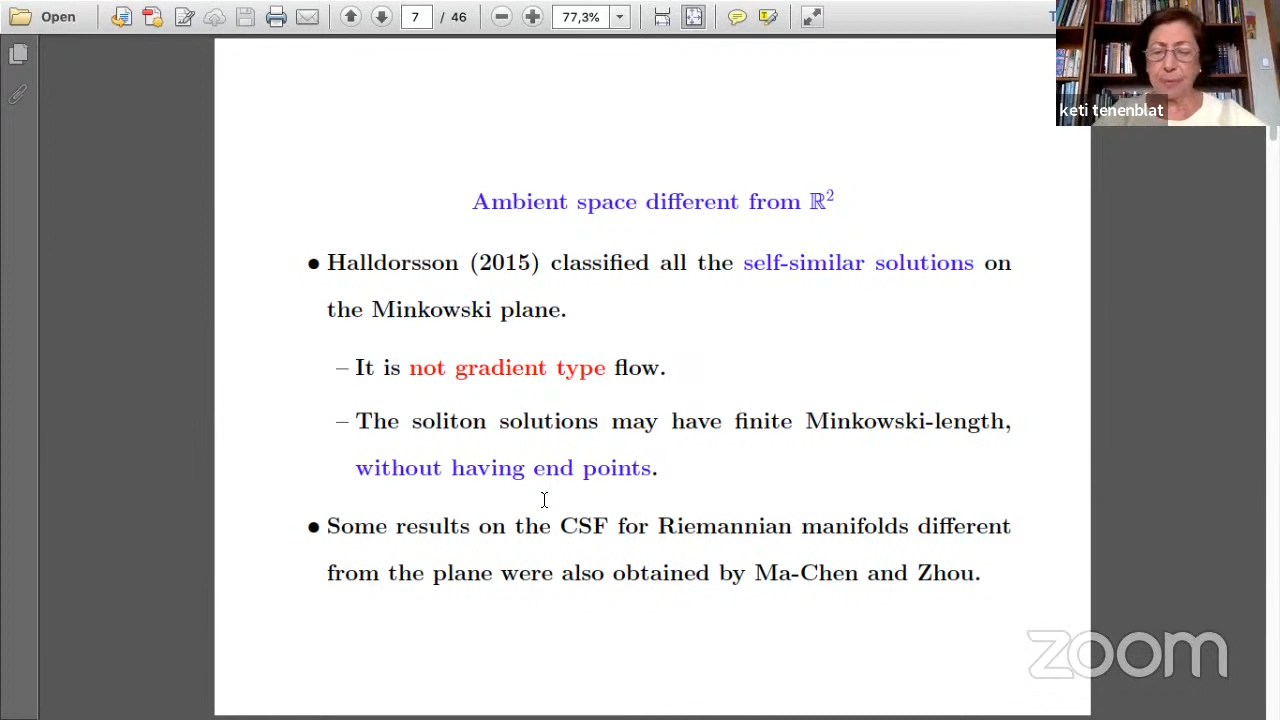 Open
7 / 46
77,3%
T
keti tenenblat
Ambient space different from ℝ²
• Halldorsson (2015) classified all the self-similar solutions on
the Minkowski plane.
– It is not gradient type flow.
– The soliton solutions may have finite Minkowski-length,
without having end points.
• Some results on the CSF for Riemannian manifolds different
from the plane were also obtained by Ma-Chen and Zhou.
zoom